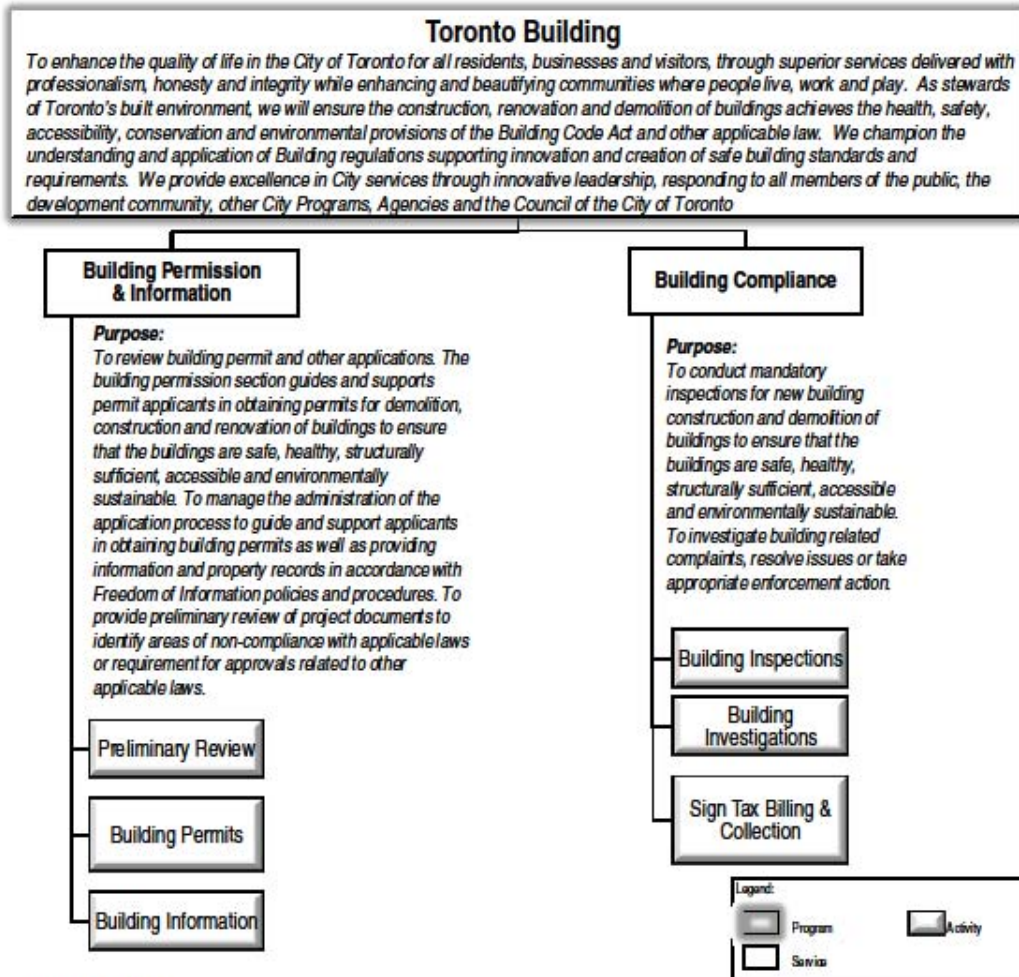 Toronto Building
To enhance the quality of life in the City of Toronto for all residents, businesses and visitors, through superior services delivered with
professionalism, honesty and integrity while enhancing and beautifying communities where people live, work and play. As stewards
of Toronto's built environment, we will ensure the construction, renovation and demolition of buildings achieves the health, safety,
accessibility, conservation and environmental provisions of the Building Code Act and other applicable law. We champion the
understanding and application of Building regulations supporting innovation and creation of safe building standards and
requirements. We provide excellence in City services through innovative leadership, responding to all members of the public, the
development community, other City Programs, Agencies and the Council of the City of Toronto
Building Permission
& Information
Purpose:
To review building permit and other applications. The
building permission section guides and supports
permit applicants in obtaining permits for demolition,
construction and renovation of buildings to ensure
that the buildings are safe, healthy, structurally
sufficient, accessible and environmentally
sustainable. To manage the administration of the
application process to guide and support applicants
in obtaining building permits as well as providing
information and property records in accordance with
Freedom of Information policies and procedures. To
provide preliminary review of project documents to
identify areas of non-compliance with applicable laws
or requirement for approvals related to other
applicable laws.
Preliminary Review
Building Permits
Building Information
Building Compliance
Purpose:
To conduct mandatory
inspections for new building
construction and demolition of
buildings to ensure that the
buildings are safe, healthy,
structurally sufficient, accessible
and environmentally sustainable.
To investigate building related
complaints, resolve issues or take
appropriate enforcement action.
Building Inspections
Building
Investigations
Sign Tax Billing &
Collection
Legend:
Program
Activity
Service